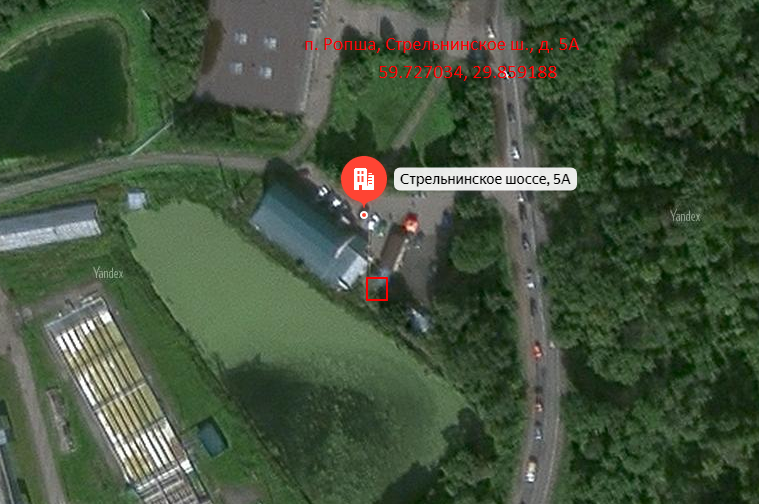 п. Ропша, Стрельнинское ш., д. 5А
59.727034, 29.859188
Стрельнинское шоссе, 5А
Yandex
Yandex